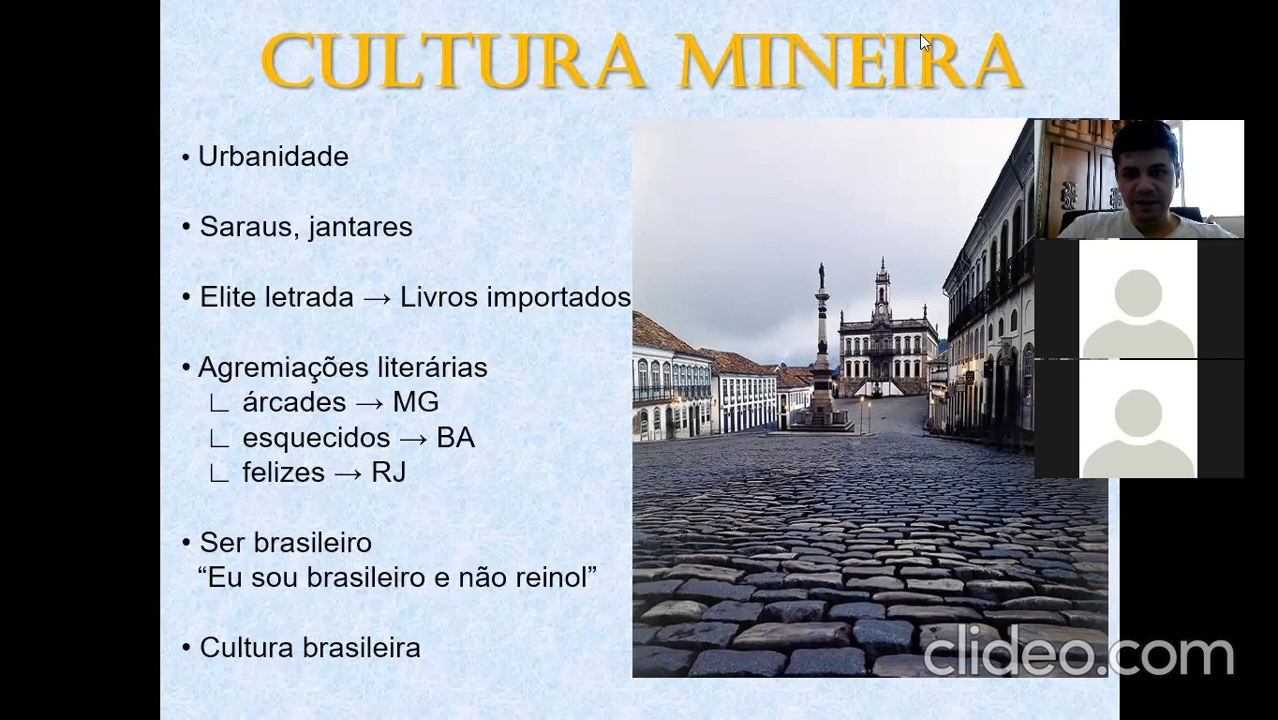 CULTURA MINEIRA
• Urbanidade
• Saraus, jantares
• Elite letrada → Livros importados
• Agremiações literárias
∟ árcades → MG
∟ esquecidos → BA
∟ felizes → RJ
• Ser brasileiro
“Eu sou brasileiro e não reinol”
• Cultura brasileira
clideo.com